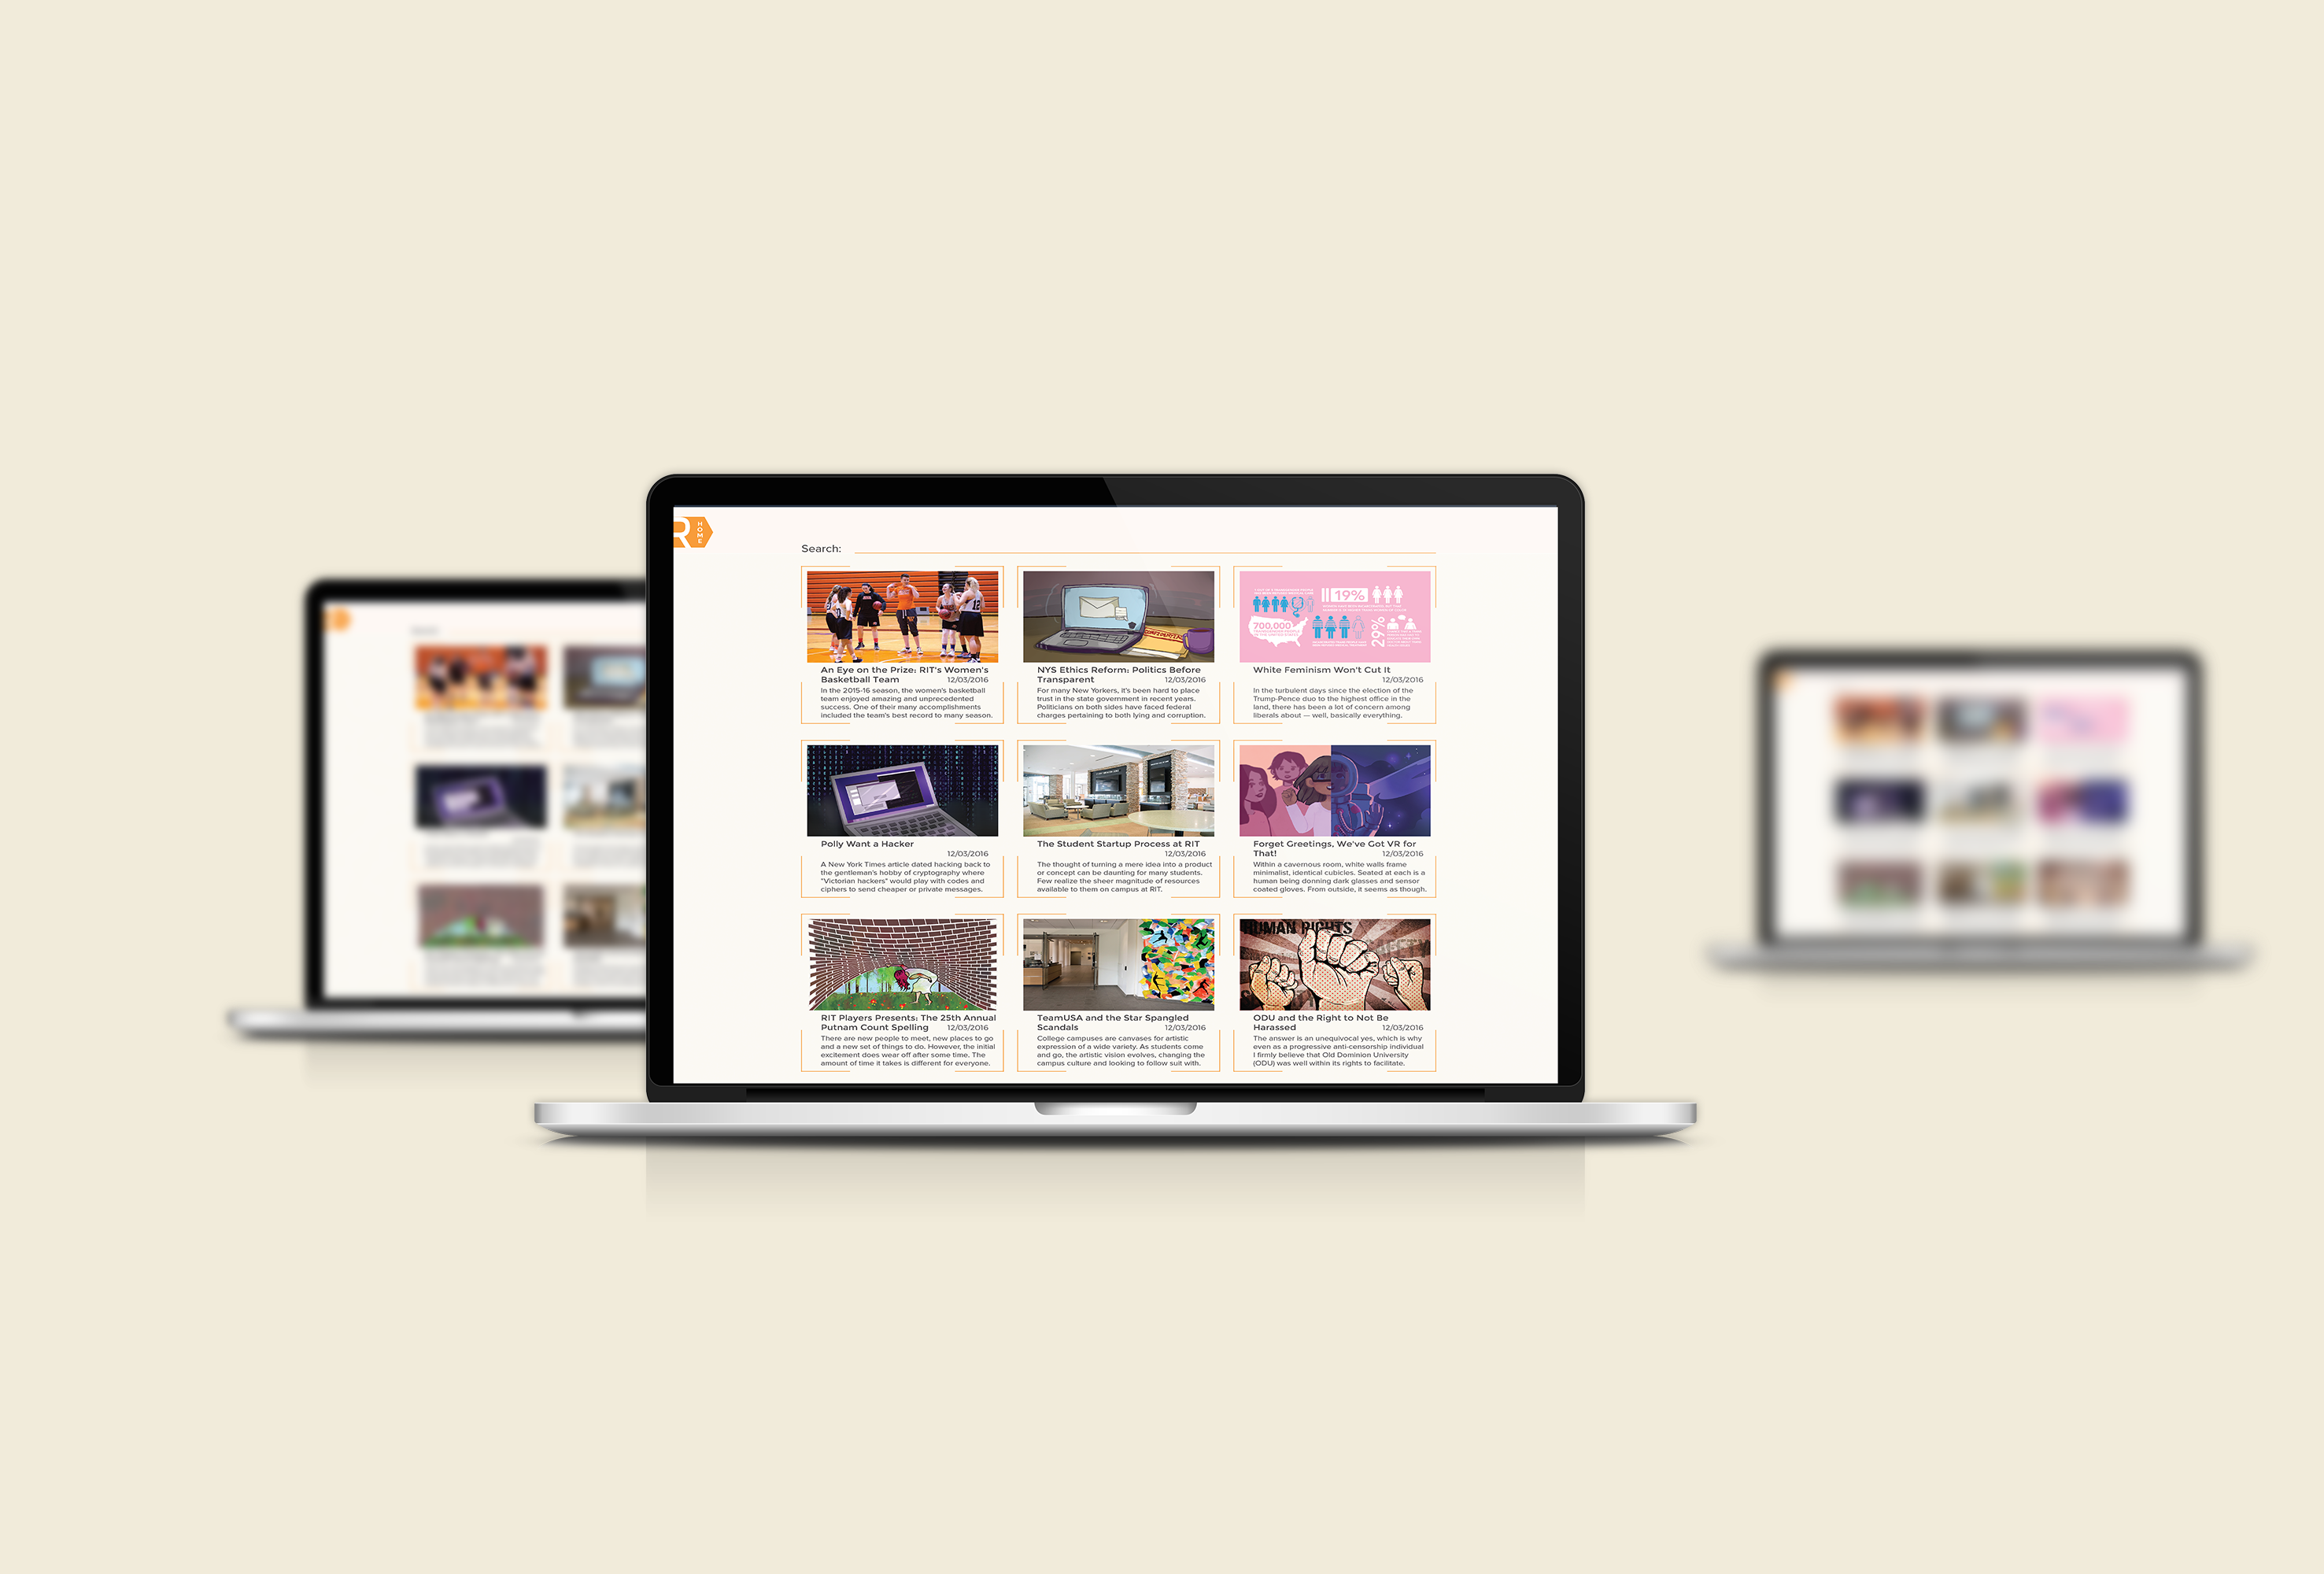 R HOME
Search:
An Eye on the Prize: RIT's Women's
Basketball Team 12/03/2016
In the 2015-16 season, the women's basketball
team enjoyed amazing and unprecedented
success. One of their many accomplishments
included the team's best record to many season.
NYS Ethics Reform: Politics Before
Transparent 12/03/2016
For many New Yorkers, it's been hard to place
trust in the state government in recent years.
Politicians on both sides have faced federal
charges pertaining to both lying and corruption.
19%
700,000
29%
White Feminism Won't Cut It
12/03/2016
In the turbulent days since the election of the
Trump-Pence duo to the highest office in the
land, there has been a lot of concern among
liberals about — well, basically everything.
Polly Want a Hacker
12/03/2016
A New York Times article dated hacking back to
the gentleman's hobby of cryptography where
"Victorian hackers" would play with codes and
ciphers to send cheaper or private messages.
The Student Startup Process at RIT
12/03/2016
The thought of turning a mere idea into a product
or concept can be daunting for many students.
Few realize the sheer magnitude of resources
available to them on campus at RIT.
Forget Greetings, We've Got VR for
That! 12/03/2016
Within a cavernous room, white walls frame
minimalist, identical cubicles. Seated at each is a
human being donning dark glasses and sensor
coated gloves. From outside, it seems as though.
RIT Players Presents: The 25th Annual
Putnam Count Spelling 12/03/2016
There are new people to meet, new places to go
and a new set of things to do. However, the initial
excitement does wear off after some time. The
amount of time it takes is different for everyone.
TeamUSA and the Star Spangled
Scandals 12/03/2016
College campuses are canvases for artistic
expression of a wide variety. As students come
and go, the artistic vision evolves, changing the
campus culture and looking to follow suit with.
HUMAN RIGHTS
ODU and the Right to Not Be
Harassed 12/03/2016
The answer is an unequivocal yes, which is why
even as a progressive anti-censorship individual
I firmly believe that Old Dominion University
(ODU) was well within its rights to facilitate.